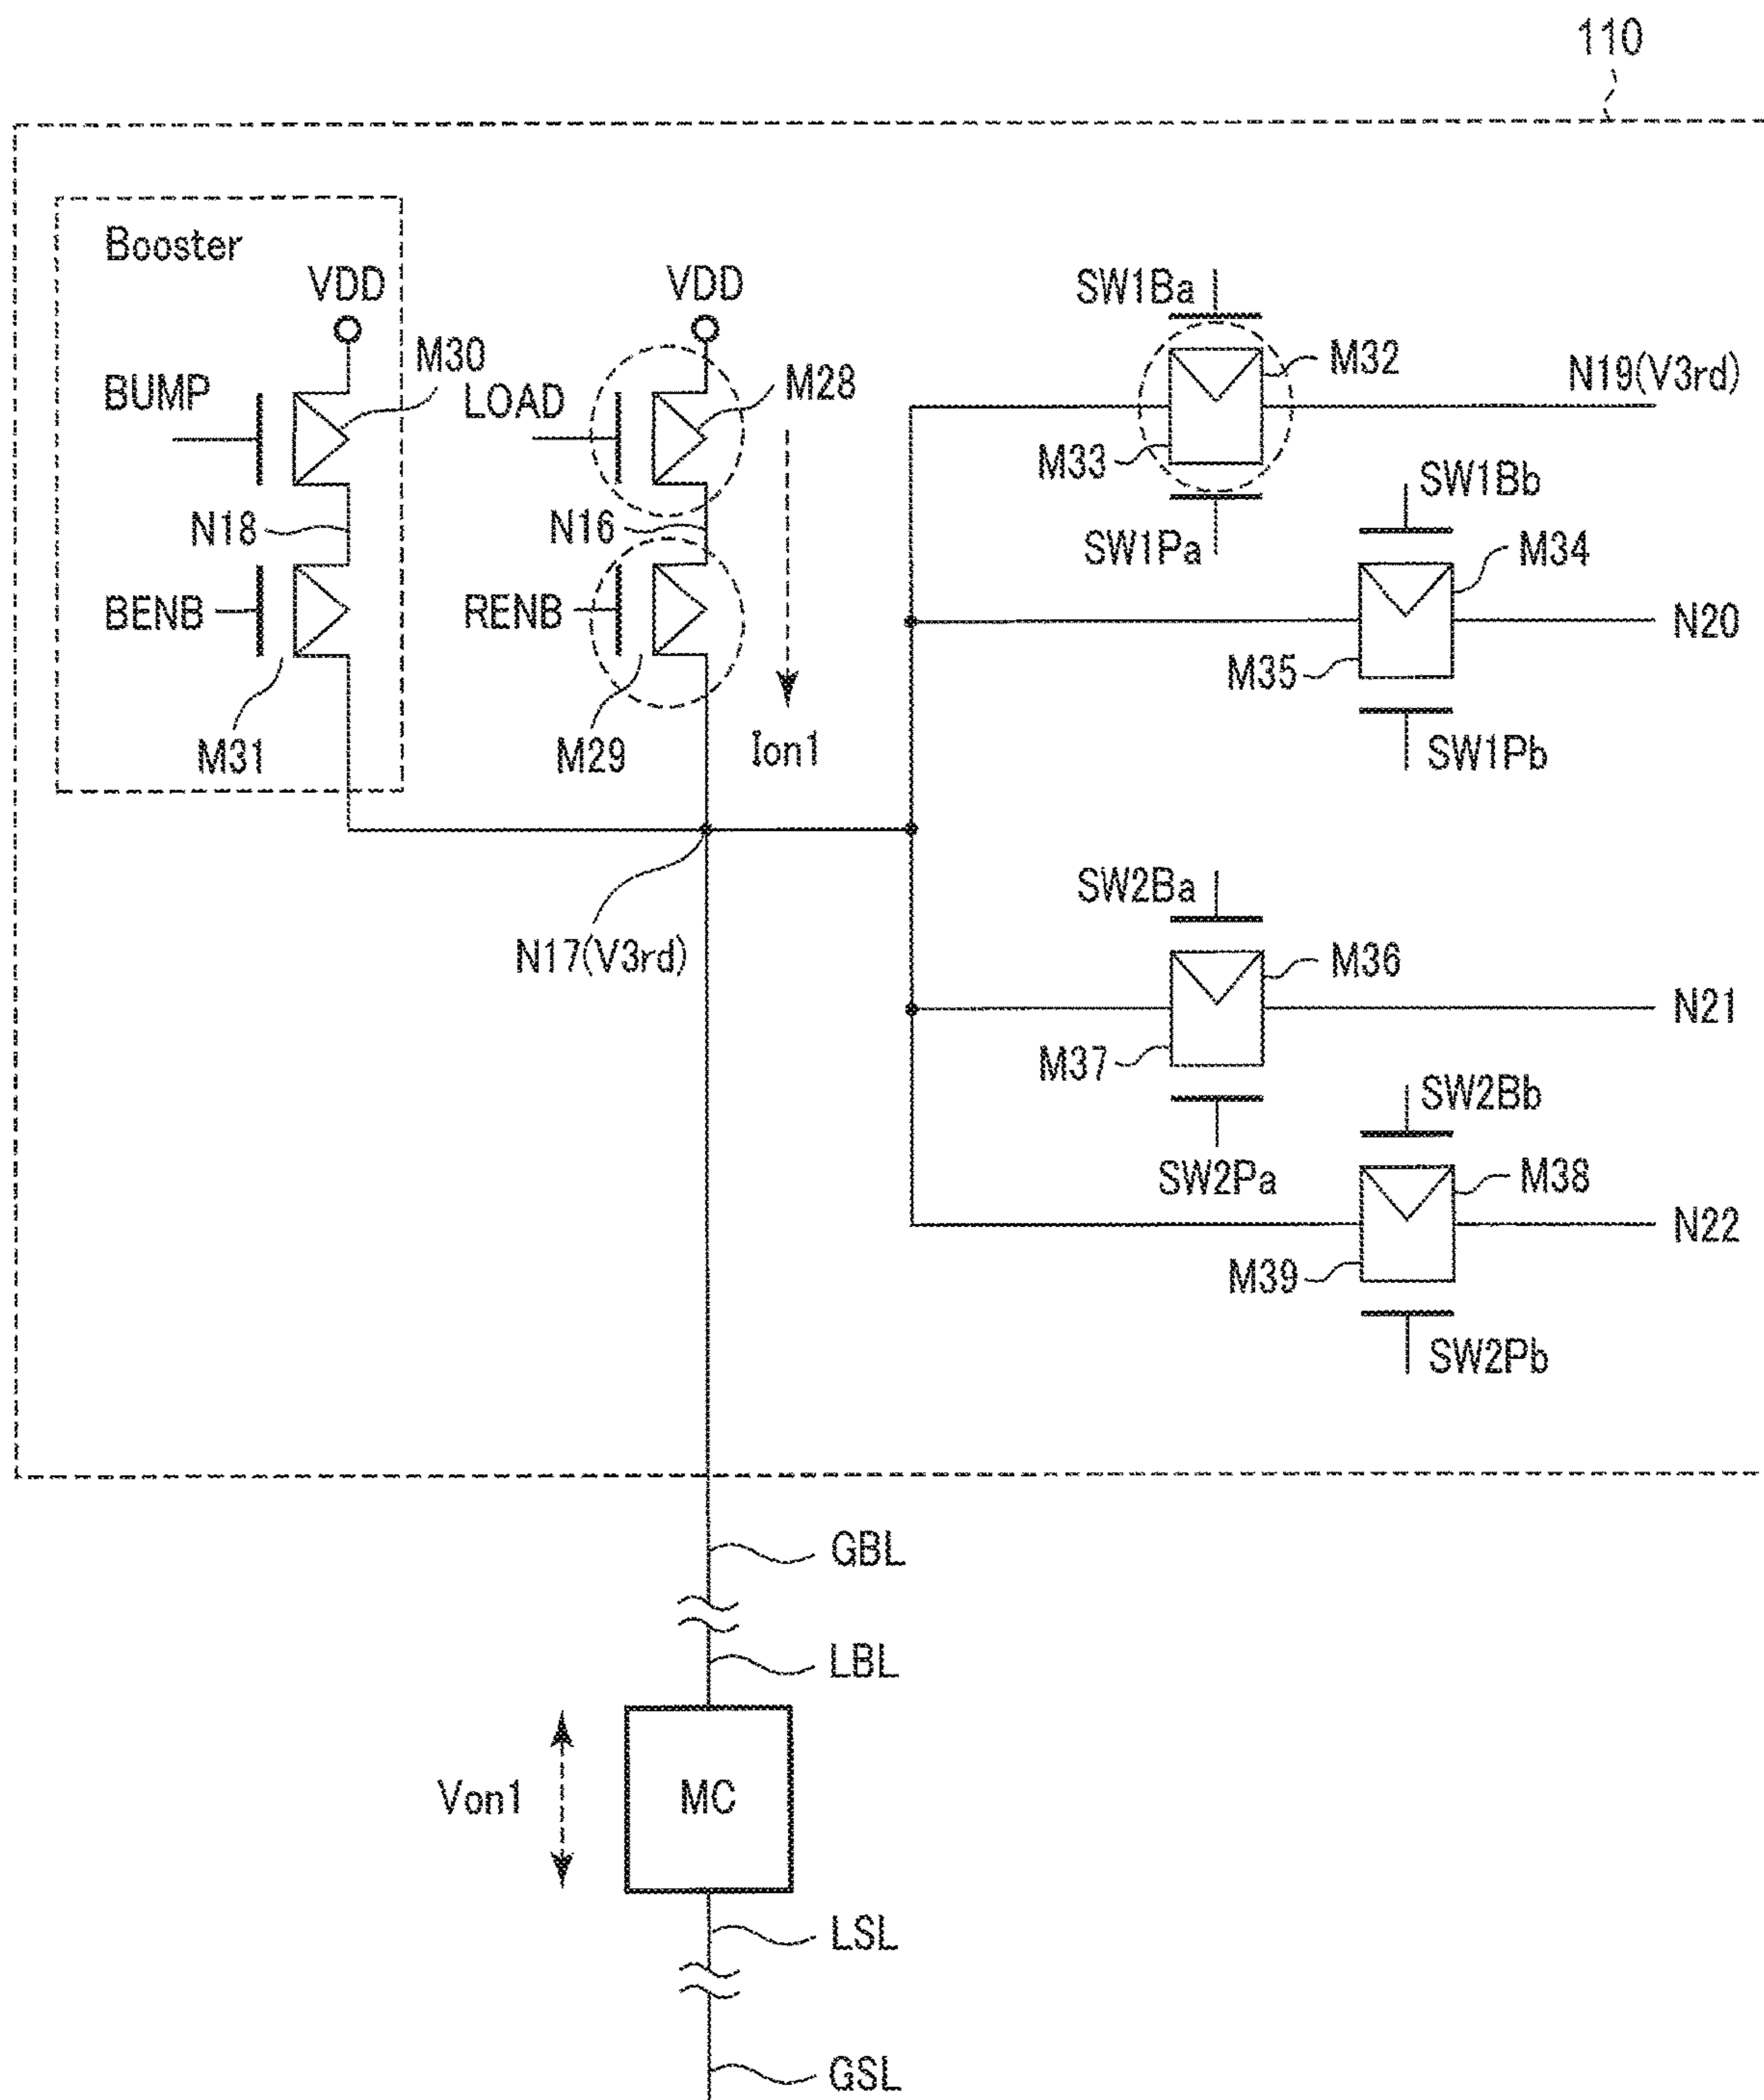 110
Booster
VDD
VDD
BUMP
M30
LOAD
M28
N18
N16
BENB
RENB
M31
M29
Ion1
N17(V3rd)
SW1Ba
M32
N19(V3rd)
M33
SW1Pa
SW1Bb
M34
N20
M35
SW1Pb
SW2Ba
M36
N21
M37
SW2Pa
SW2Bb
M38
N22
M39
SW2Pb
GBL
LBL
Von1
MC
LSL
GSL